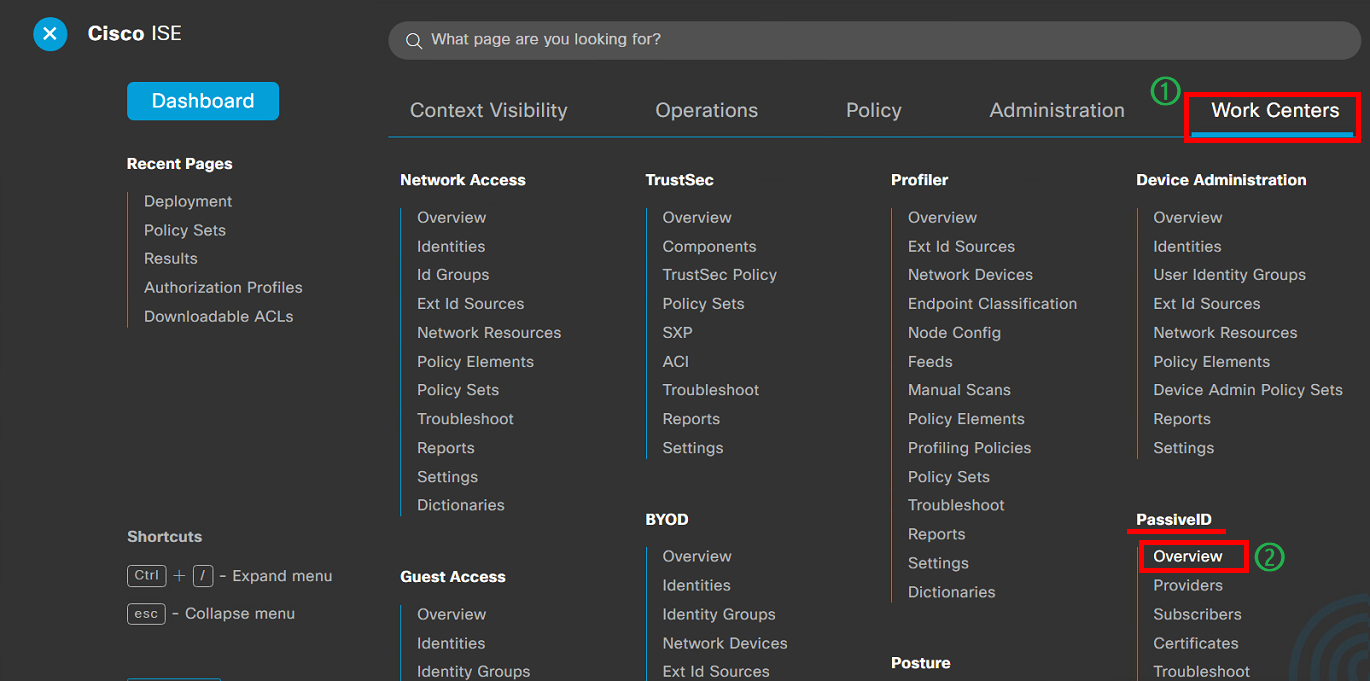 Cisco ISE
What page are you looking for?
Dashboard
Context Visibility
Operations
Policy
Administration
①
Work Centers
Recent Pages
Deployment
Policy Sets
Results
Authorization Profiles
Downloadable ACLs
Shortcuts
Ctrl + / - Expand menu
esc - Collapse menu
Network Access
Overview
Identities
Id Groups
Ext Id Sources
Network Resources
Policy Elements
Policy Sets
Troubleshoot
Reports
Settings
Dictionaries
Guest Access
Overview
Identities
Identity Groups
TrustSec
Overview
Components
TrustSec Policy
Policy Sets
SXP
ACI
Troubleshoot
Reports
Settings
BYOD
Overview
Identities
Identity Groups
Network Devices
Ext Id Sources
Profiler
Overview
Ext Id Sources
Network Devices
Endpoint Classification
Node Config
Feeds
Manual Scans
Policy Elements
Profiling Policies
Policy Sets
Troubleshoot
Reports
Settings
Dictionaries
Posture
Device Administration
Overview
Identities
User Identity Groups
Ext Id Sources
Network Resources
Policy Elements
Device Admin Policy Sets
Reports
Settings
PassiveID
Overview ②
Providers
Subscribers
Certificates
Troubleshoot